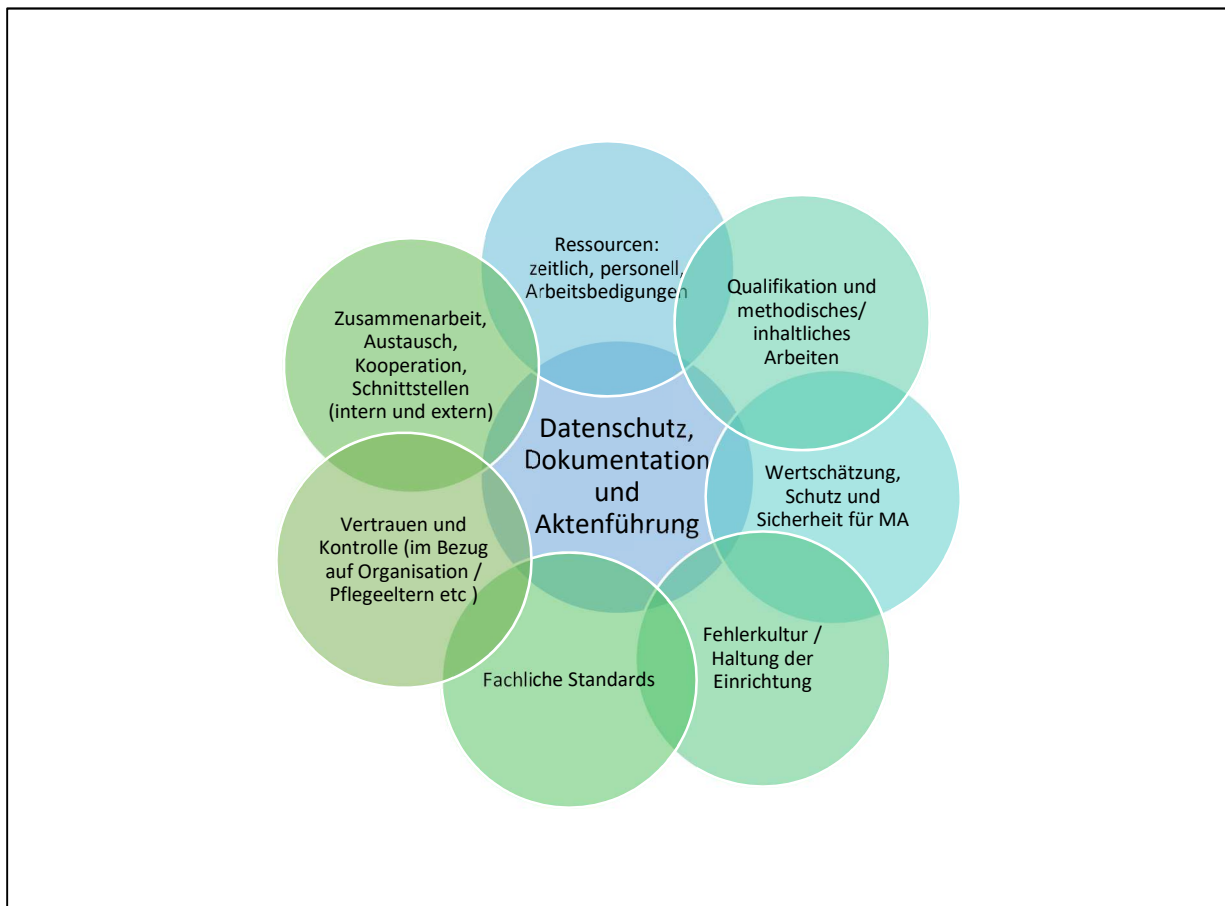 Ressourcen:
zeitlich, personell,
Arbeitsbedigungen
Qualifikation und
methodisches/
inhaltliches
Arbeiten
Zusammenarbeit,
Austausch,
Kooperation,
Schnittstellen
(intern und extern)
Datenschutz,
Dokumentation
und
Aktenführung
Wertschätzung,
Schutz und
Sicherheit für MA
Vertrauen und
Kontrolle (im Bezug
auf Organisation /
Pflegeeltern etc )
Fehlerkultur /
Haltung der
Einrichtung
Fachliche Standards